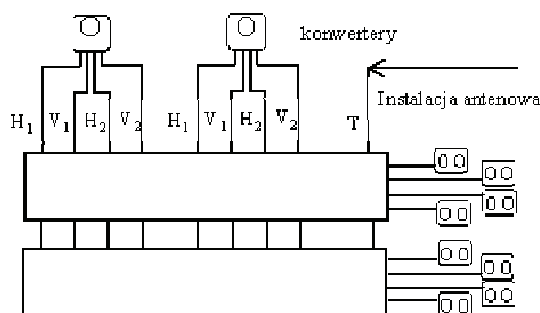 konwertery
Instalacja antenowa
H1 V1 H2 V2 H1 V1 H2 V2 T